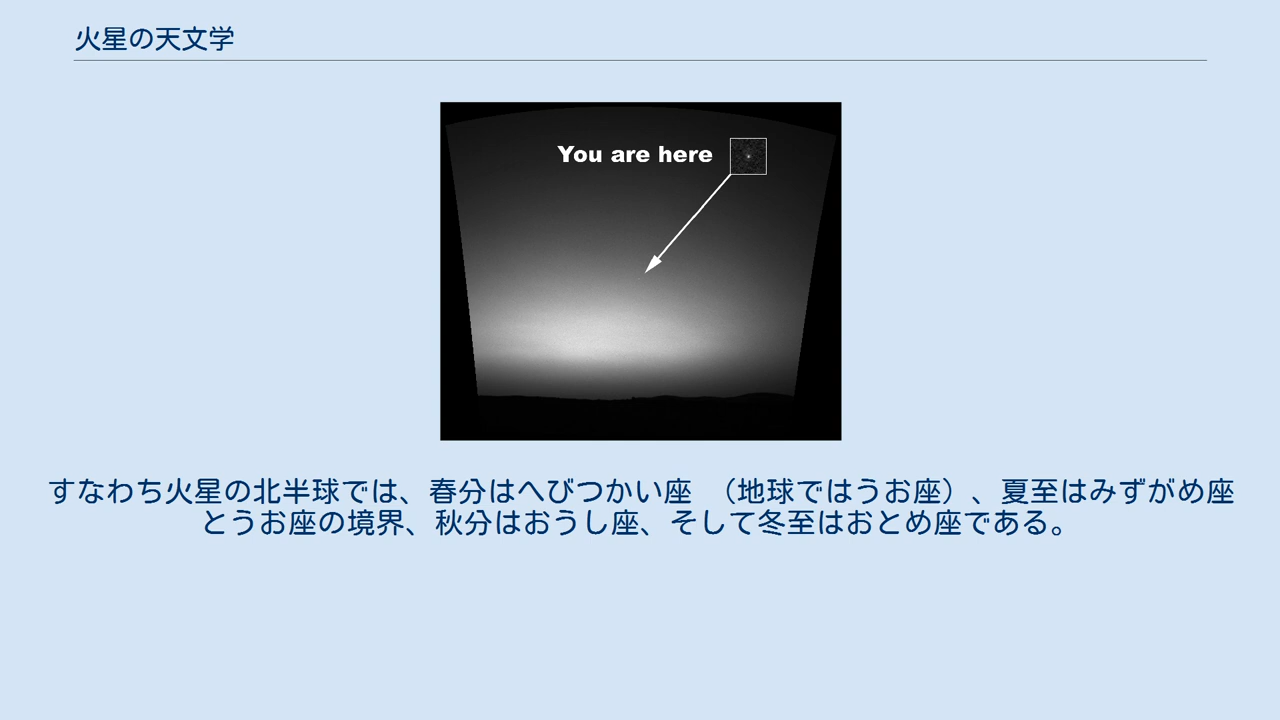 火星の天文学
You are here
すなわち火星の北半球では、春分はへびつかい座 （地球ではうお座）、夏至はみずがめ座
とうお座の境界、秋分はおうし座、そして冬至はおとめ座である。